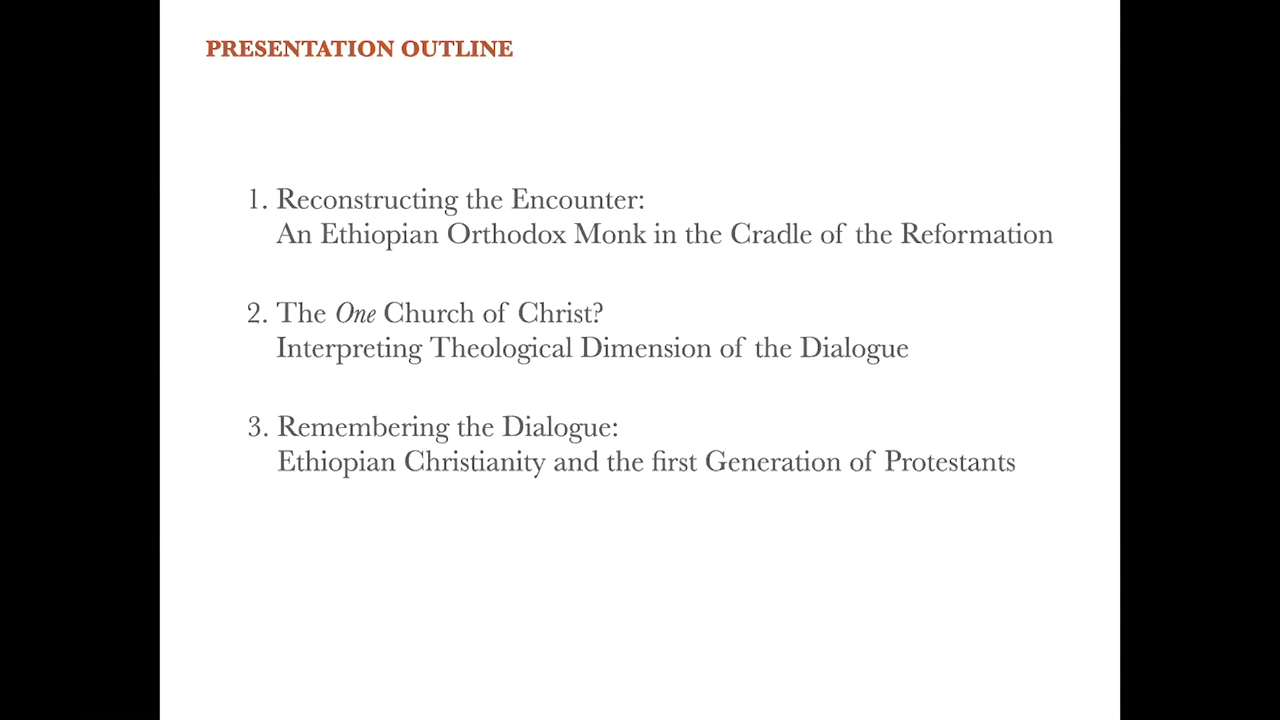 PRESENTATION OUTLINE
1. Reconstructing the Encounter:
An Ethiopian Orthodox Monk in the Cradle of the Reformation
2. The One Church of Christ?
Interpreting Theological Dimension of the Dialogue
3. Remembering the Dialogue:
Ethiopian Christianity and the first Generation of Protestants